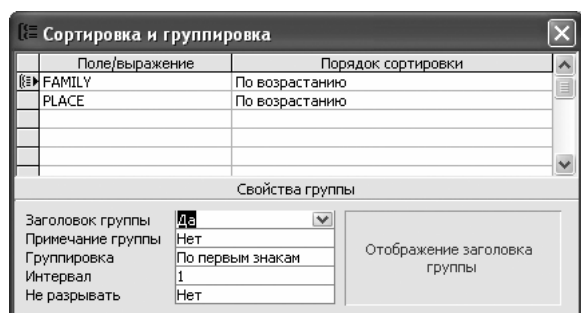 Сортировка и группировка
Поле/выражение Порядок сортировки
FAMILY По возрастанию
PLACE По возрастанию
Свойства группы
Заголовок группы Да
Примечание группы Нет
Группировка По первым знакам
Интервал 1
Не разрывать Нет
Отображение заголовка
группы